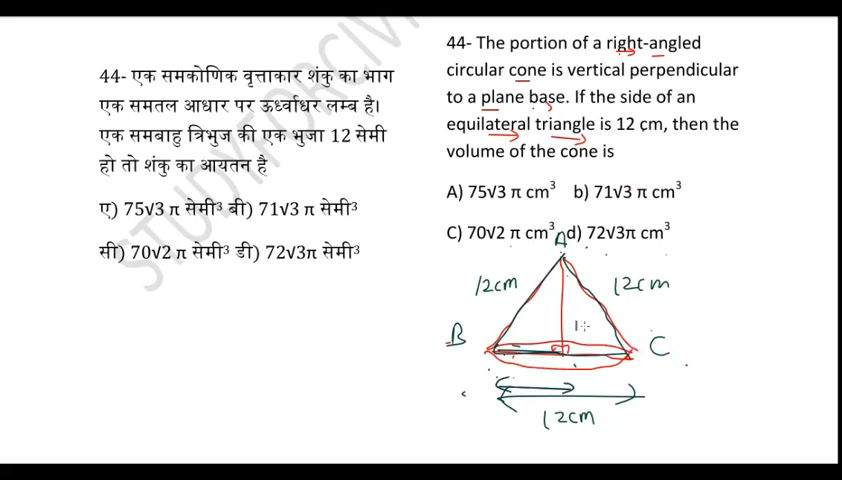 STUDYFORCIVI
44- एक समकोणिक वृत्ताकार शंकु का भाग
एक समतल आधार पर ऊर्ध्वाधर लम्ब है।
एक समबाहु त्रिभुज की एक भुजा 12 सेमी
हो तो शंकु का आयतन है
ए) 75√3 π सेमी³ बी) 71√3 π सेमी³
सी) 70√2 π सेमी³ डी) 72√3π सेमी³
44- The portion of a right-angled
circular cone is vertical perpendicular
to a plane base. If the side of an
equilateral triangle is 12 cm, then the
volume of the cone is
A) 75√3 π cm³ b) 71√3 π cm³
C) 70√2 π cm³ d) 72√3π cm³
A
12cm 12cm
B C
12cm